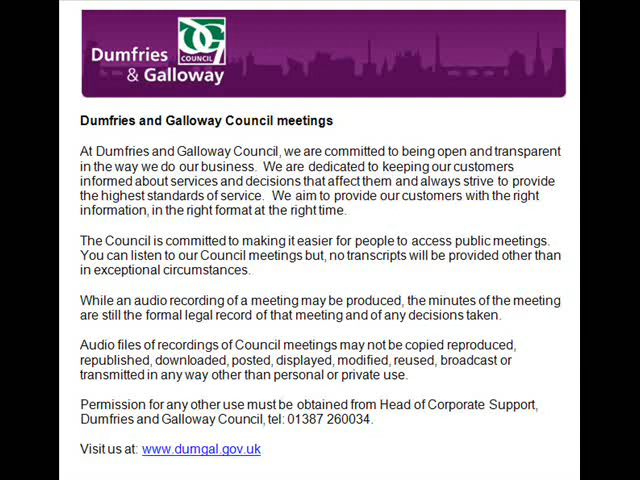 Dumfries
& Galloway
DG
COUNCIL
Dumfries and Galloway Council meetings
At Dumfries and Galloway Council, we are committed to being open and transparent
in the way we do our business.  We are dedicated to keeping our customers
informed about services and decisions that affect them and always strive to provide
the highest standards of service.  We aim to provide our customers with the right
information, in the right format at the right time.
The Council is committed to making it easier for people to access public meetings.
You can listen to our Council meetings but, no transcripts will be provided other than
in exceptional circumstances.
While an audio recording of a meeting may be produced, the minutes of the meeting
are still the formal legal record of that meeting and of any decisions taken.
Audio files of recordings of Council meetings may not be copied reproduced,
republished, downloaded, posted, displayed, modified, reused, broadcast or
transmitted in any way other than personal or private use.
Permission for any other use must be obtained from Head of Corporate Support,
Dumfries and Galloway Council, tel: 01387 260034.
Visit us at: www.dumgal.gov.uk